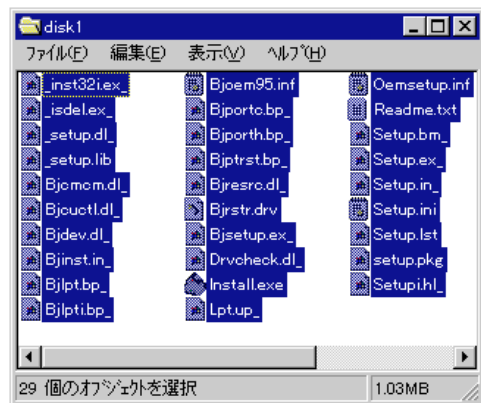 disk1
ファイル(F) 編集(E) 表示(V) ヘルプ(H)
_inst32i.ex_ Bjoem95.inf Oemsetup.inf
_isdel.ex_ Bjportc.bp_ Readme.txt
_setup.dl_ Bjporth.bp_ Setup.bm_
_setup.lib Bjptrst.bp_ Setup.ex_
Bjcmcm.dl_ Bjresrc.dl_ Setup.in_
Bjcuctl.dl_ Bjrstr.drv Setup.ini
Bjdev.dl_ Bjsetup.ex_ Setup.lst
Bjinst.in_ Drvcheck.dl_ setup.pkg
Bjlpt.bp_ Install.exe Setupi.hl_
Bjlpti.bp_ Lpt.up_
29 個のオブジェクトを選択 1.03MB